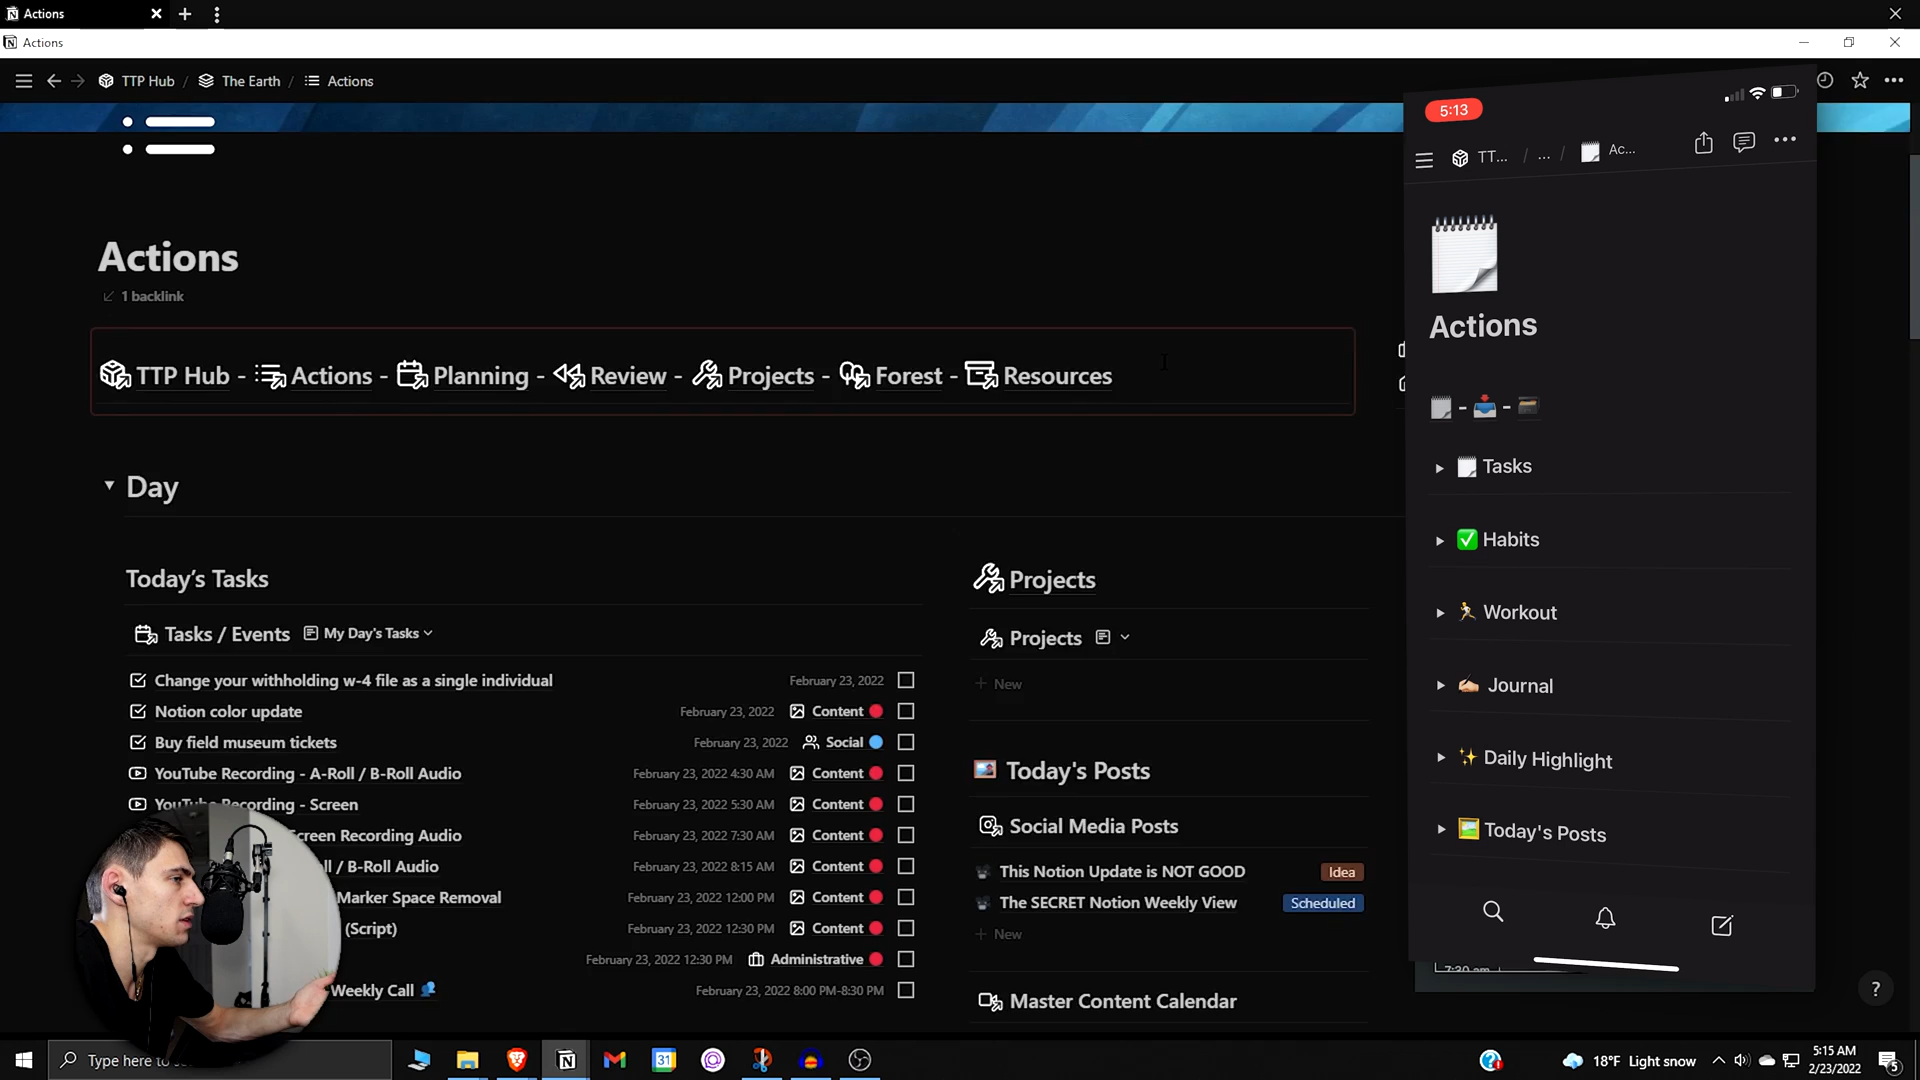 Actions
Actions
TTP Hub / The Earth / Actions
Actions
1 backlink
TTP Hub - Actions - Planning - Review - Projects - Forest - Resources
Day
Today's Tasks
Tasks / Events My Day's Tasks
Change your withholding w-4 file as a single individual February 23, 2022
Notion color update February 23, 2022 Content
Buy field museum tickets February 23, 2022 Social
YouTube Recording - A-Roll / B-Roll Audio February 23, 2022 4:30 AM Content
YouTube Recording - Screen February 23, 2022 5:30 AM Content
Screen Recording Audio February 23, 2022 7:30 AM Content
/ B-Roll Audio February 23, 2022 8:15 AM Content
Marker Space Removal February 23, 2022 12:00 PM Content
(Script) February 23, 2022 12:30 PM Content
February 23, 2022 12:30 PM Administrative
Weekly Call February 23, 2022 8:00 PM-8:30 PM
Projects
Projects
+ New
Today's Posts
Social Media Posts
This Notion Update is NOT GOOD Idea
The SECRET Notion Weekly View Scheduled
+ New
Master Content Calendar
5:13
TT... / ... / Ac...
Actions
- -
Tasks
Habits
Workout
Journal
Daily Highlight
Today's Posts
7:30 am
?
Type here to
31
18°F Light snow
5:15 AM
2/23/2022
5